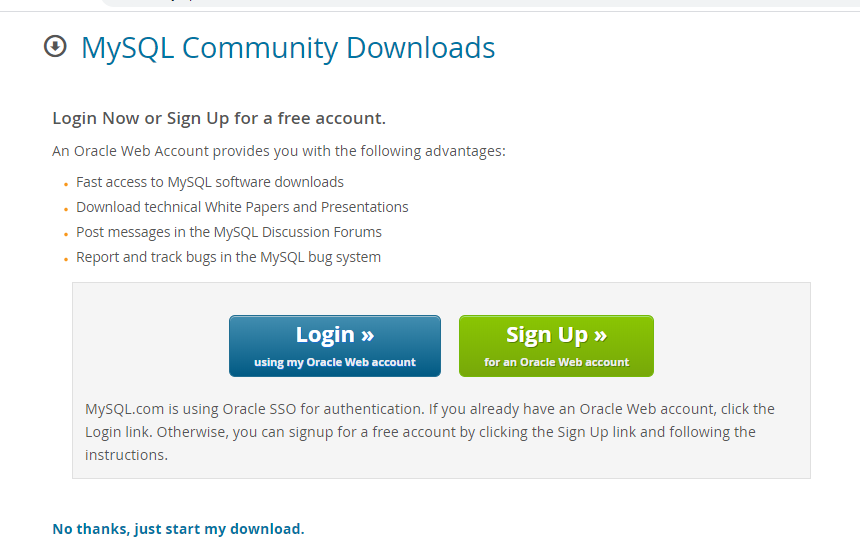 MySQL Community Downloads
Login Now or Sign Up for a free account.
An Oracle Web Account provides you with the following advantages:
Fast access to MySQL software downloads
Download technical White Papers and Presentations
Post messages in the MySQL Discussion Forums
Report and track bugs in the MySQL bug system
Login »
using my Oracle Web account
Sign Up »
for an Oracle Web account
MySQL.com is using Oracle SSO for authentication. If you already have an Oracle Web account, click the
Login link. Otherwise, you can signup for a free account by clicking the Sign Up link and following the
instructions.
No thanks, just start my download.